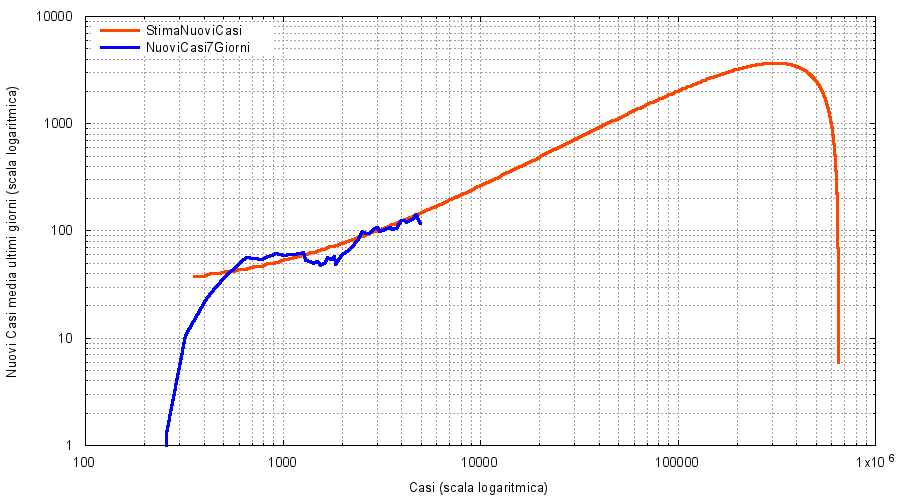 10000
StimaNuoviCasi
NuoviCasi7Giorni
1000
100
10
1
Nuovi Casi media ultimi giorni (scala logaritmica)
100 1000 10000 100000 1x10 6
Casi (scala logaritmica)